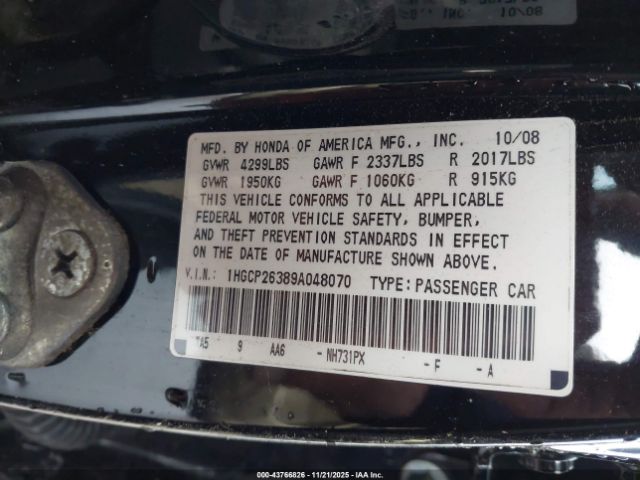 10/08
MFD. BY HONDA OF AMERICA MFG., INC. 10/08
GVWR 4299LBS GAWR F 2337LBS R 2017LBS
GVWR 1950KG GAWR F 1060KG R 915KG
THIS VEHICLE CONFORMS TO ALL APPLICABLE
FEDERAL MOTOR VEHICLE SAFETY, BUMPER,
AND THEFT PREVENTION STANDARDS IN EFFECT
ON THE DATE OF MANUFACTURE SHOWN ABOVE.
V.I.N.: 1HGCP26389A048070 TYPE:PASSENGER CAR
TA5 9 AA6 -NH731PX -F -A
000-43766826 - 11/21/2025 - IAA Inc.